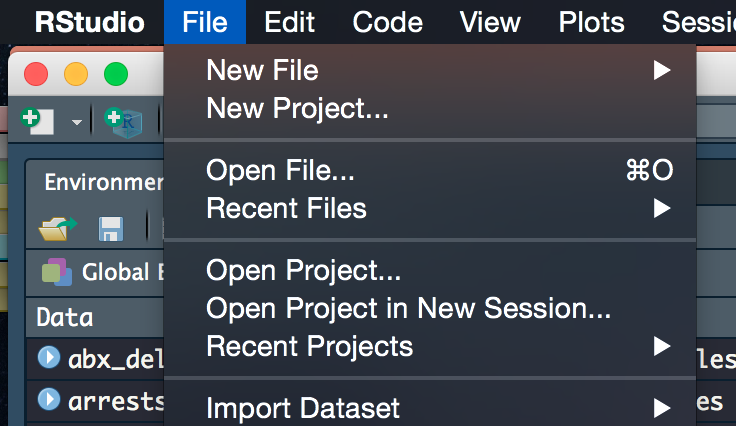 RStudio File Edit Code View Plots Sessi
New File
New Project...
Open File... ⌘O
Environmen
Recent Files
Open Project...
Global E
Open Project in New Session...
Data
Recent Projects
abx_del
les
arrests
es
Import Dataset